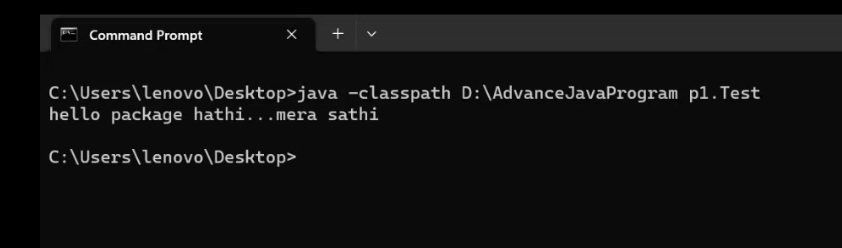 Command Prompt
C:\Users\lenovo\Desktop>java -classpath D:\AdvanceJavaProgram p1.Test
hello package hathi...mera sathi
C:\Users\lenovo\Desktop>